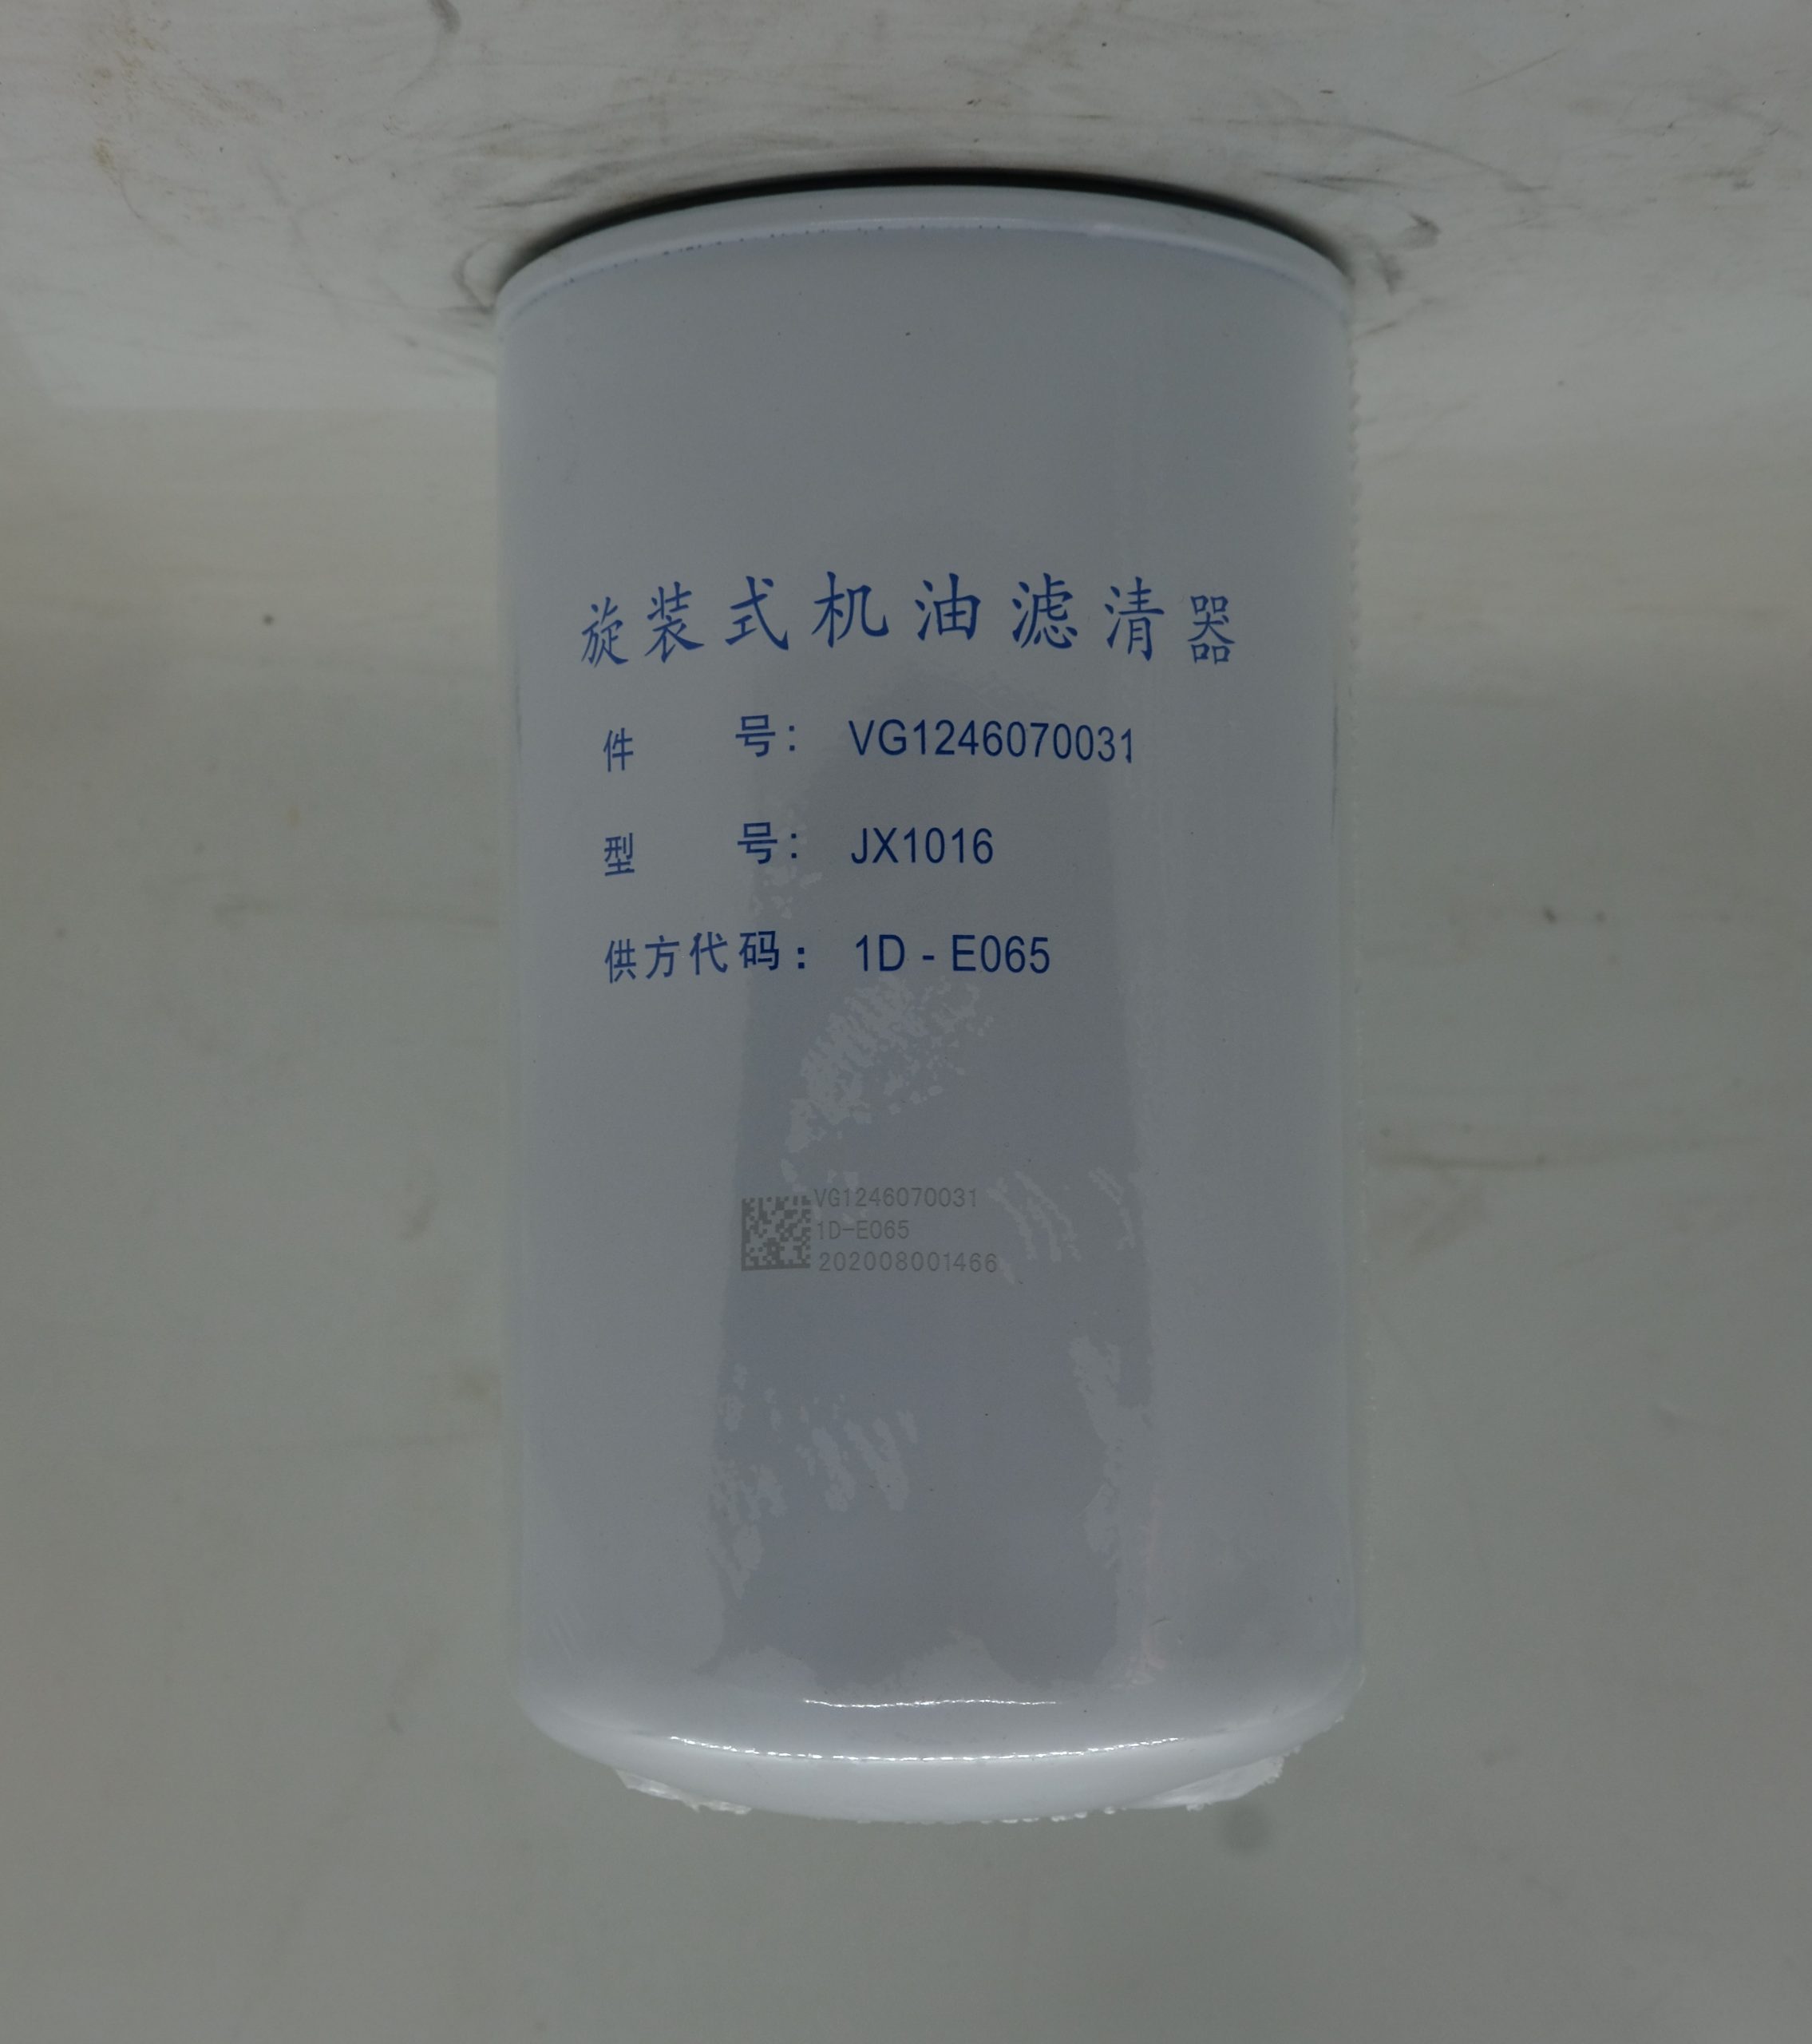 旋装式机油滤清器
件 号: VG1246070031
型 号: JX1016
供方代码: 1D - E065
VG1246070031
1D-E065
202008001466